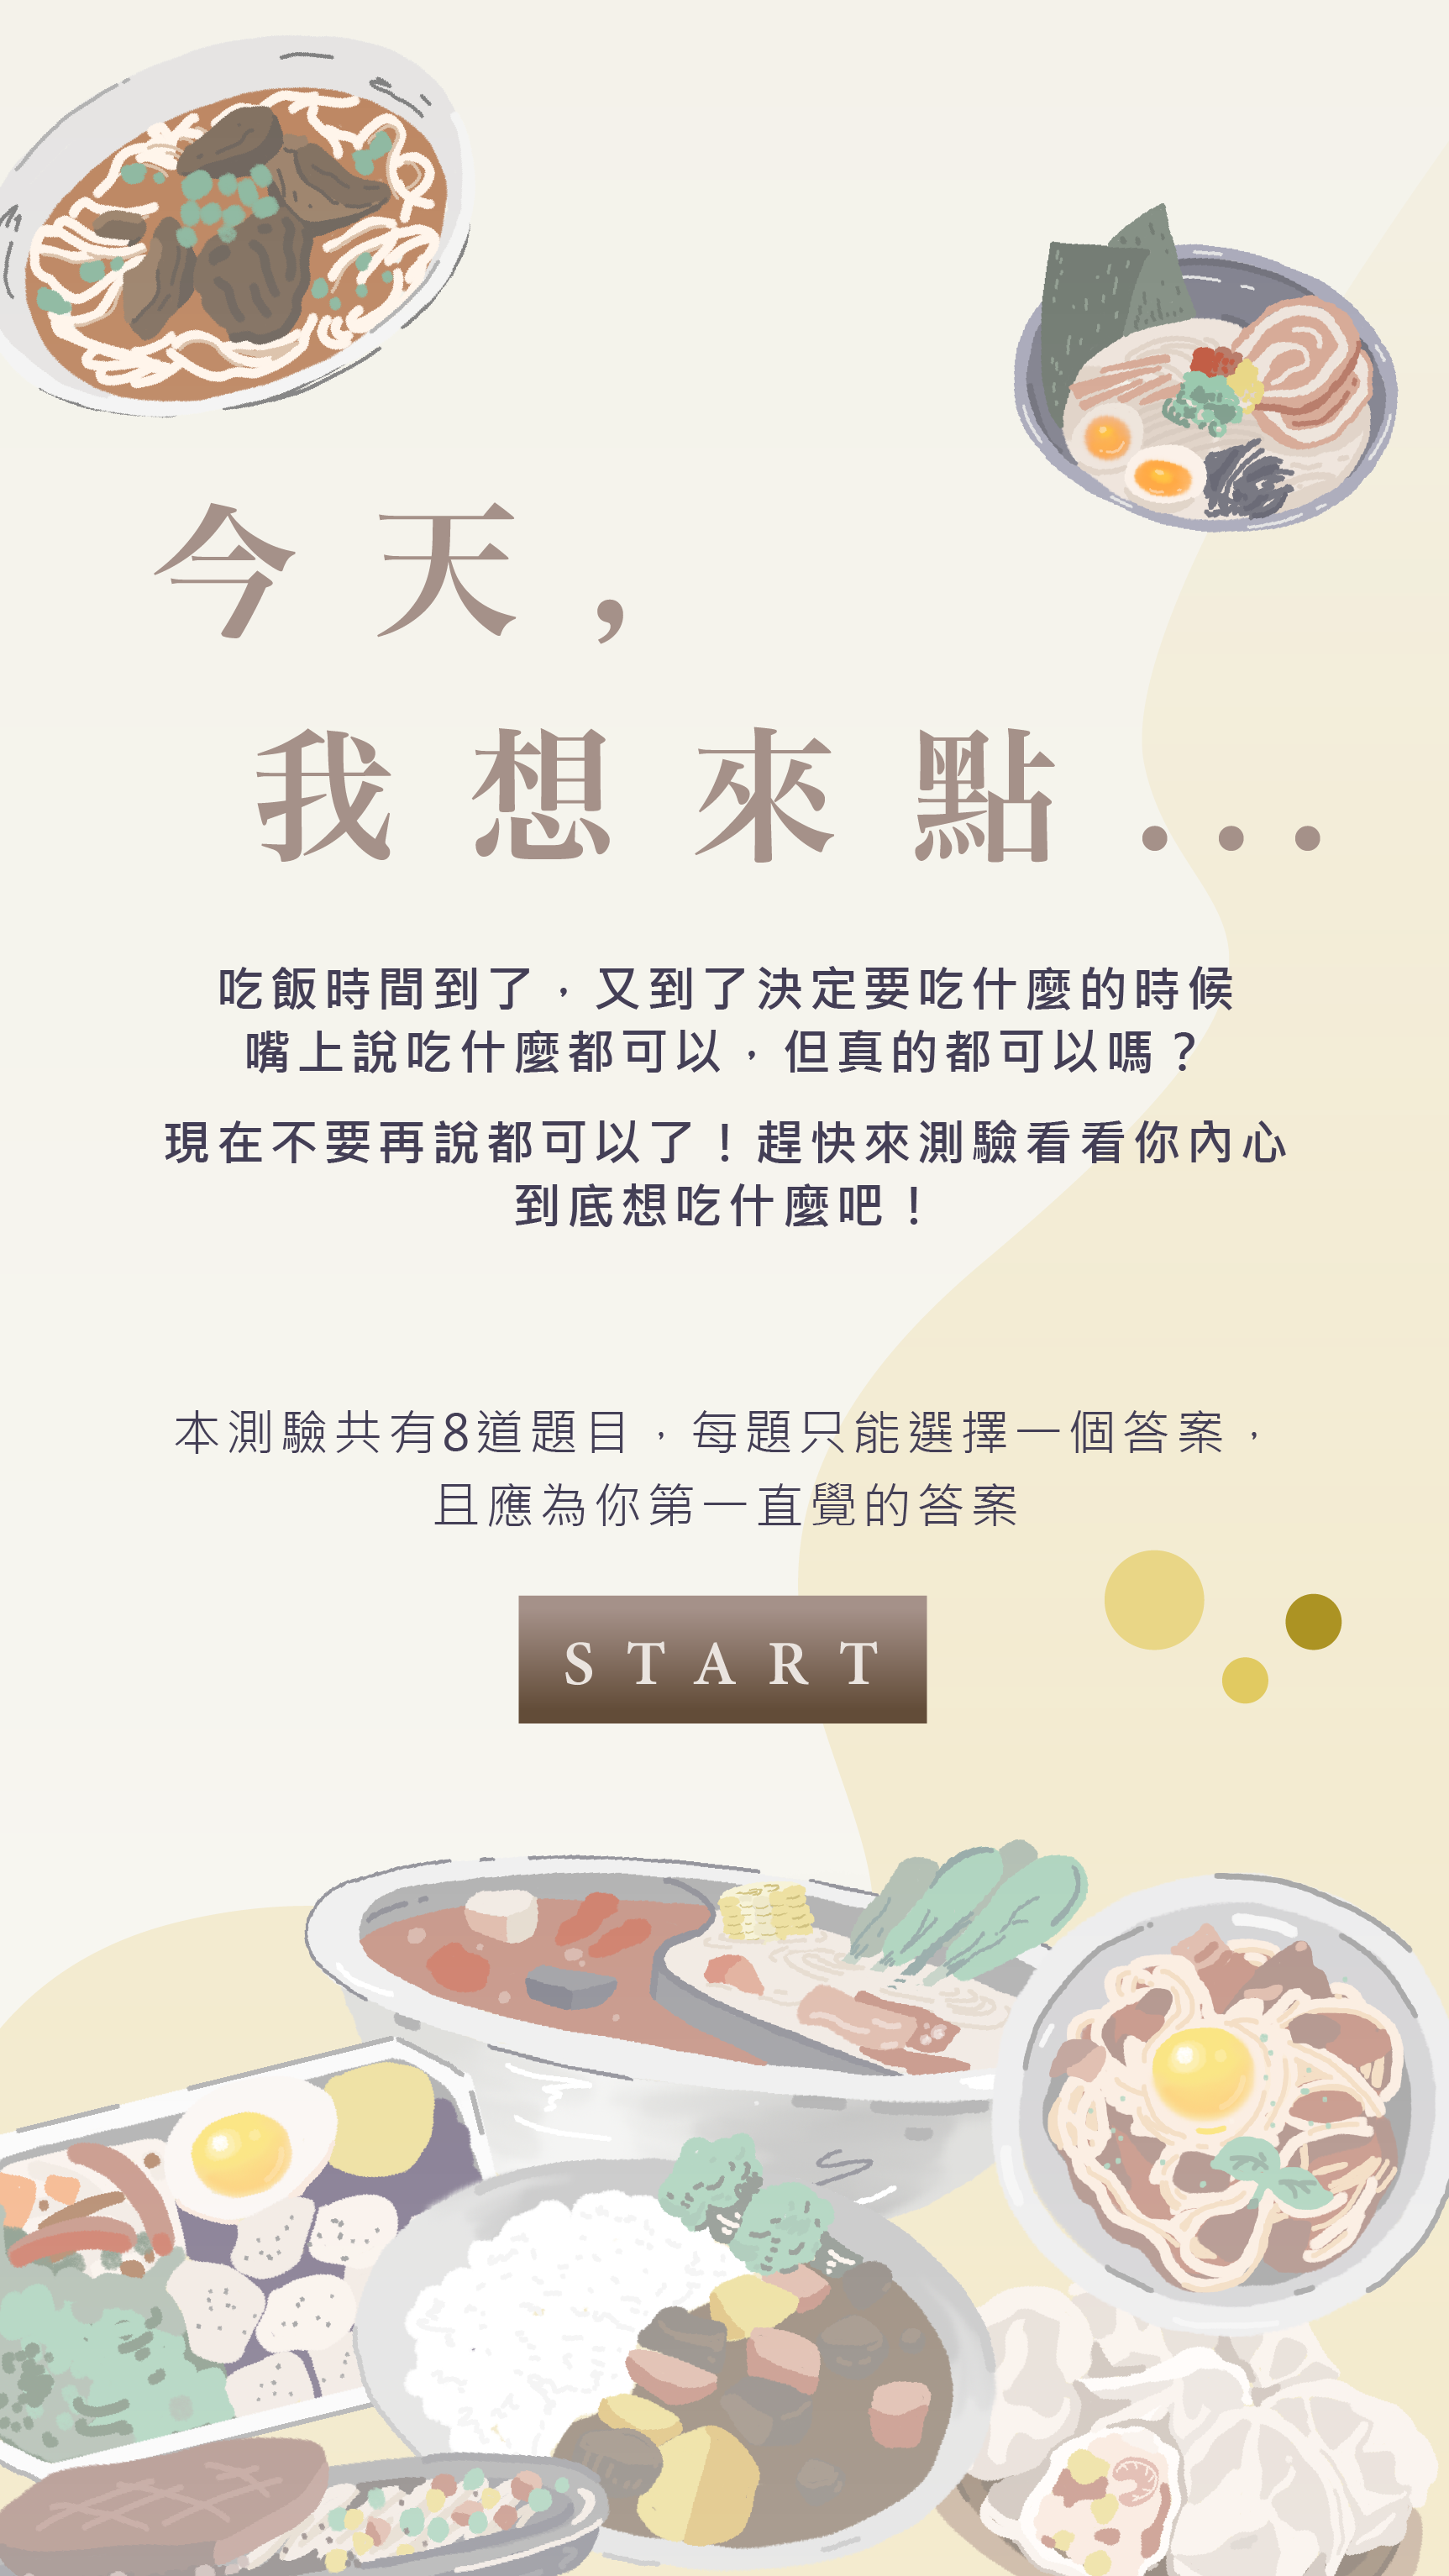 今天,
我想來點...
吃飯時間到了，又到了決定要吃什麼的時候
嘴上說吃什麼都可以，但真的都可以嗎？
現在不要再說都可以了！趕快來測驗看看你內心
到底想吃什麼吧！
本測驗共有8道題目，每題只能選擇一個答案，
且應為你第一直覺的答案
START